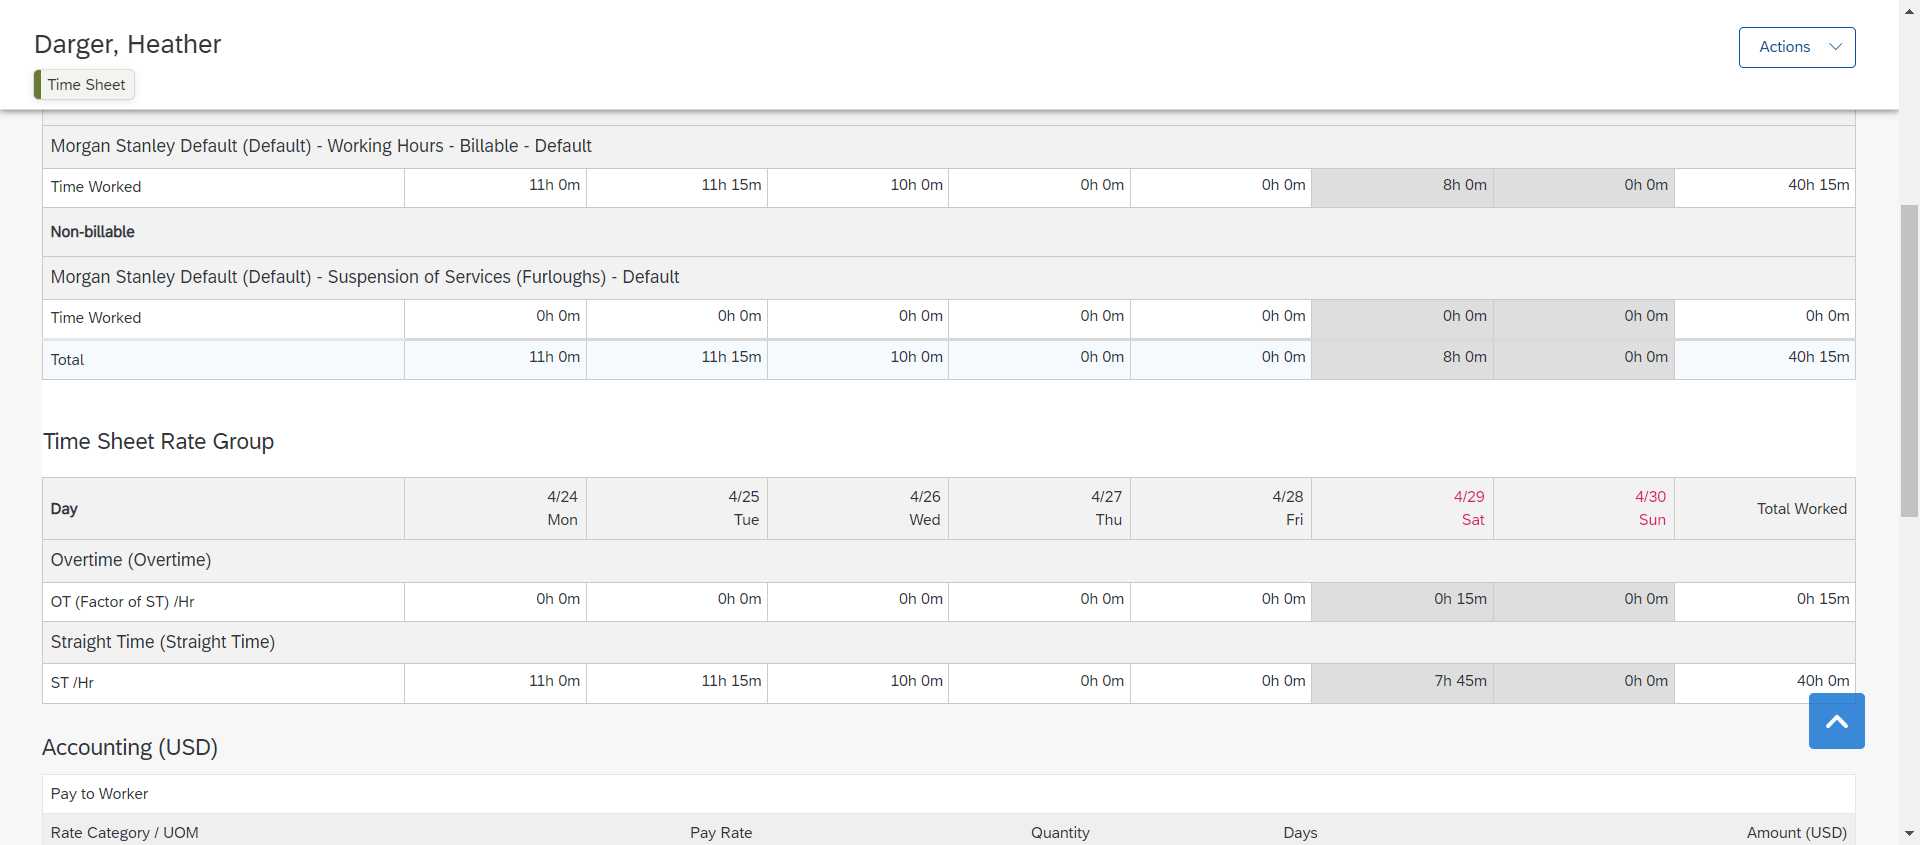 Darger, Heather
Actions
Time Sheet
Morgan Stanley Default (Default) - Working Hours - Billable - Default
Time Worked 11h 0m 11h 15m 10h 0m 0h 0m 0h 0m 8h 0m 0h 0m 40h 15m
Non-billable
Morgan Stanley Default (Default) - Suspension of Services (Furloughs) - Default
Time Worked 0h 0m 0h 0m 0h 0m 0h 0m 0h 0m 0h 0m 0h 0m 0h 0m
Total 11h 0m 11h 15m 10h 0m 0h 0m 0h 0m 8h 0m 0h 0m 40h 15m
Time Sheet Rate Group
Day 4/24 Mon 4/25 Tue 4/26 Wed 4/27 Thu 4/28 Fri 4/29 Sat 4/30 Sun Total Worked
Overtime (Overtime)
OT (Factor of ST) /Hr 0h 0m 0h 0m 0h 0m 0h 0m 0h 0m 0h 15m 0h 0m 0h 15m
Straight Time (Straight Time)
ST /Hr 11h 0m 11h 15m 10h 0m 0h 0m 0h 0m 7h 45m 0h 0m 40h 0m
Accounting (USD)
Pay to Worker
Rate Category / UOM Pay Rate Quantity Days Amount (USD)